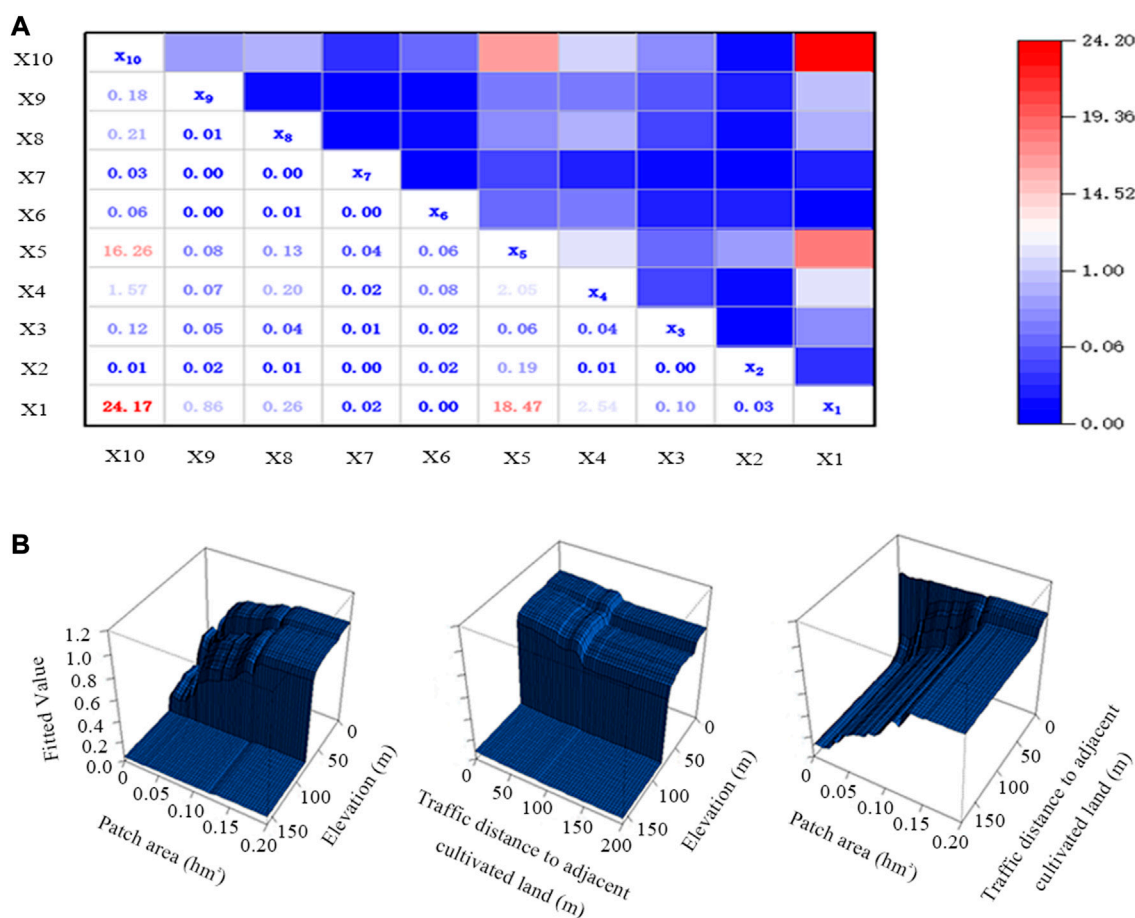 A
X10 x10 24.20
X9 0.18 x9
X8 0.21 0.01 x8 19.36
X7 0.03 0.00 0.00 x7
X6 0.06 0.00 0.01 0.00 x6 14.52
X5 16.26 0.08 0.13 0.04 0.06 x5
X4 1.57 0.07 0.20 0.02 0.08 2.05 x4 1.00
X3 0.12 0.05 0.04 0.01 0.02 0.06 0.04 x3
X2 0.01 0.02 0.01 0.00 0.02 0.19 0.01 0.00 x2 0.06
X1 24.17 0.86 0.26 0.02 0.00 18.47 2.54 0.10 0.03 x1 0.00
X10 X9 X8 X7 X6 X5 X4 X3 X2 X1
B
Fitted Value
1.2
1.0
0.8
0.6
0.4
0.2
0.0
0 0.05 0.10 0.15 0.20
Patch area (hm²)
0 50 100 150
Elevation (m)
0 50 100 150 200
Traffic distance to adjacent
cultivated land (m)
0 50 100 150
Elevation (m)
0 0.05 0.10 0.15 0.20
Patch area (hm²)
0 50 100 150
Traffic distance to adjacent
cultivated land (m)